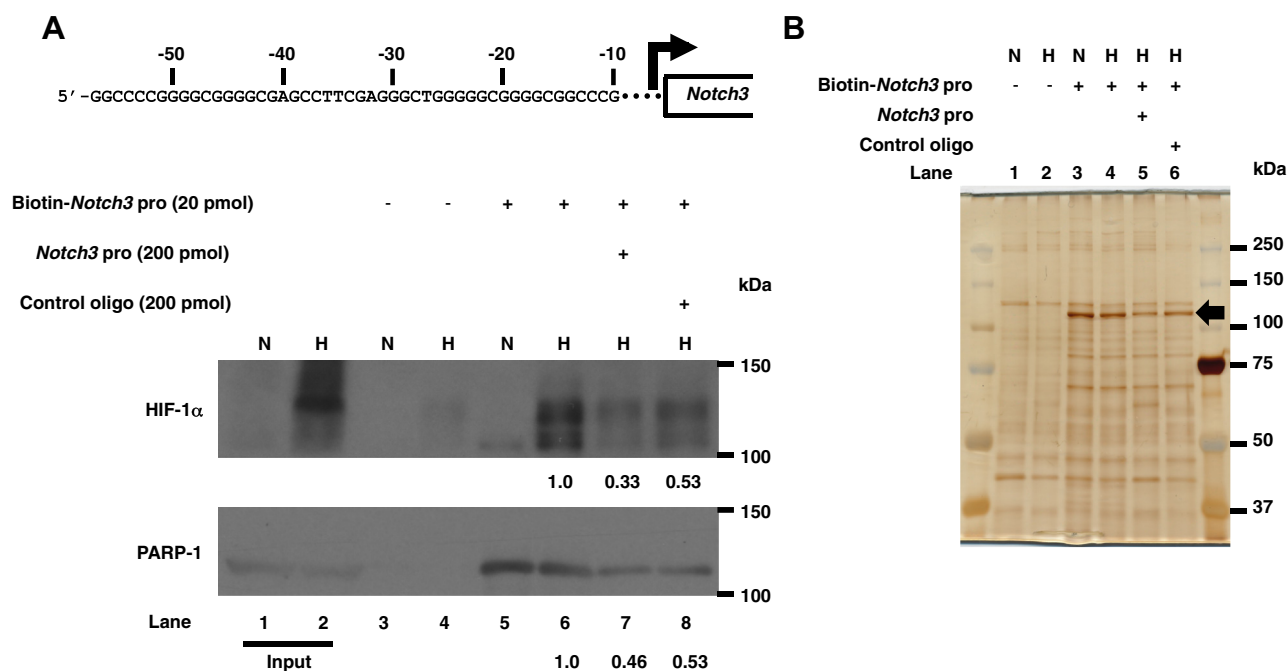 A
-50 -40 -30 -20 -10
5′-GGCCCCGGGGCGGGGCGAGCCTTCGAGGGCTGGGGGCGGGGCGGCCCG•••• Notch3
Biotin-Notch3 pro (20 pmol) - - + + + +
Notch3 pro (200 pmol) +
Control oligo (200 pmol) +
kDa
N H N H N H H H
HIF-1α
150
100
1.0 0.33 0.53
PARP-1
150
100
Lane 1 2 3 4 5 6 7 8
Input 1.0 0.46 0.53
B
N H N H H H
Biotin-Notch3 pro - - + + + +
Notch3 pro +
Control oligo +
Lane 1 2 3 4 5 6 kDa
250
150
100
75
50
37